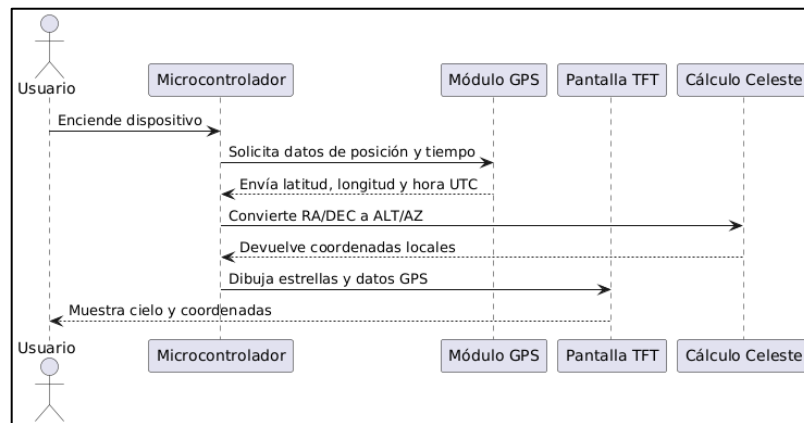 Usuario
Microcontrolador
Módulo GPS
Pantalla TFT
Cálculo Celeste
Enciende dispositivo
Solicita datos de posición y tiempo
Envía latitud, longitud y hora UTC
Convierte RA/DEC a ALT/AZ
Devuelve coordenadas locales
Dibuja estrellas y datos GPS
Muestra cielo y coordenadas
Usuario
Microcontrolador
Módulo GPS
Pantalla TFT
Cálculo Celeste